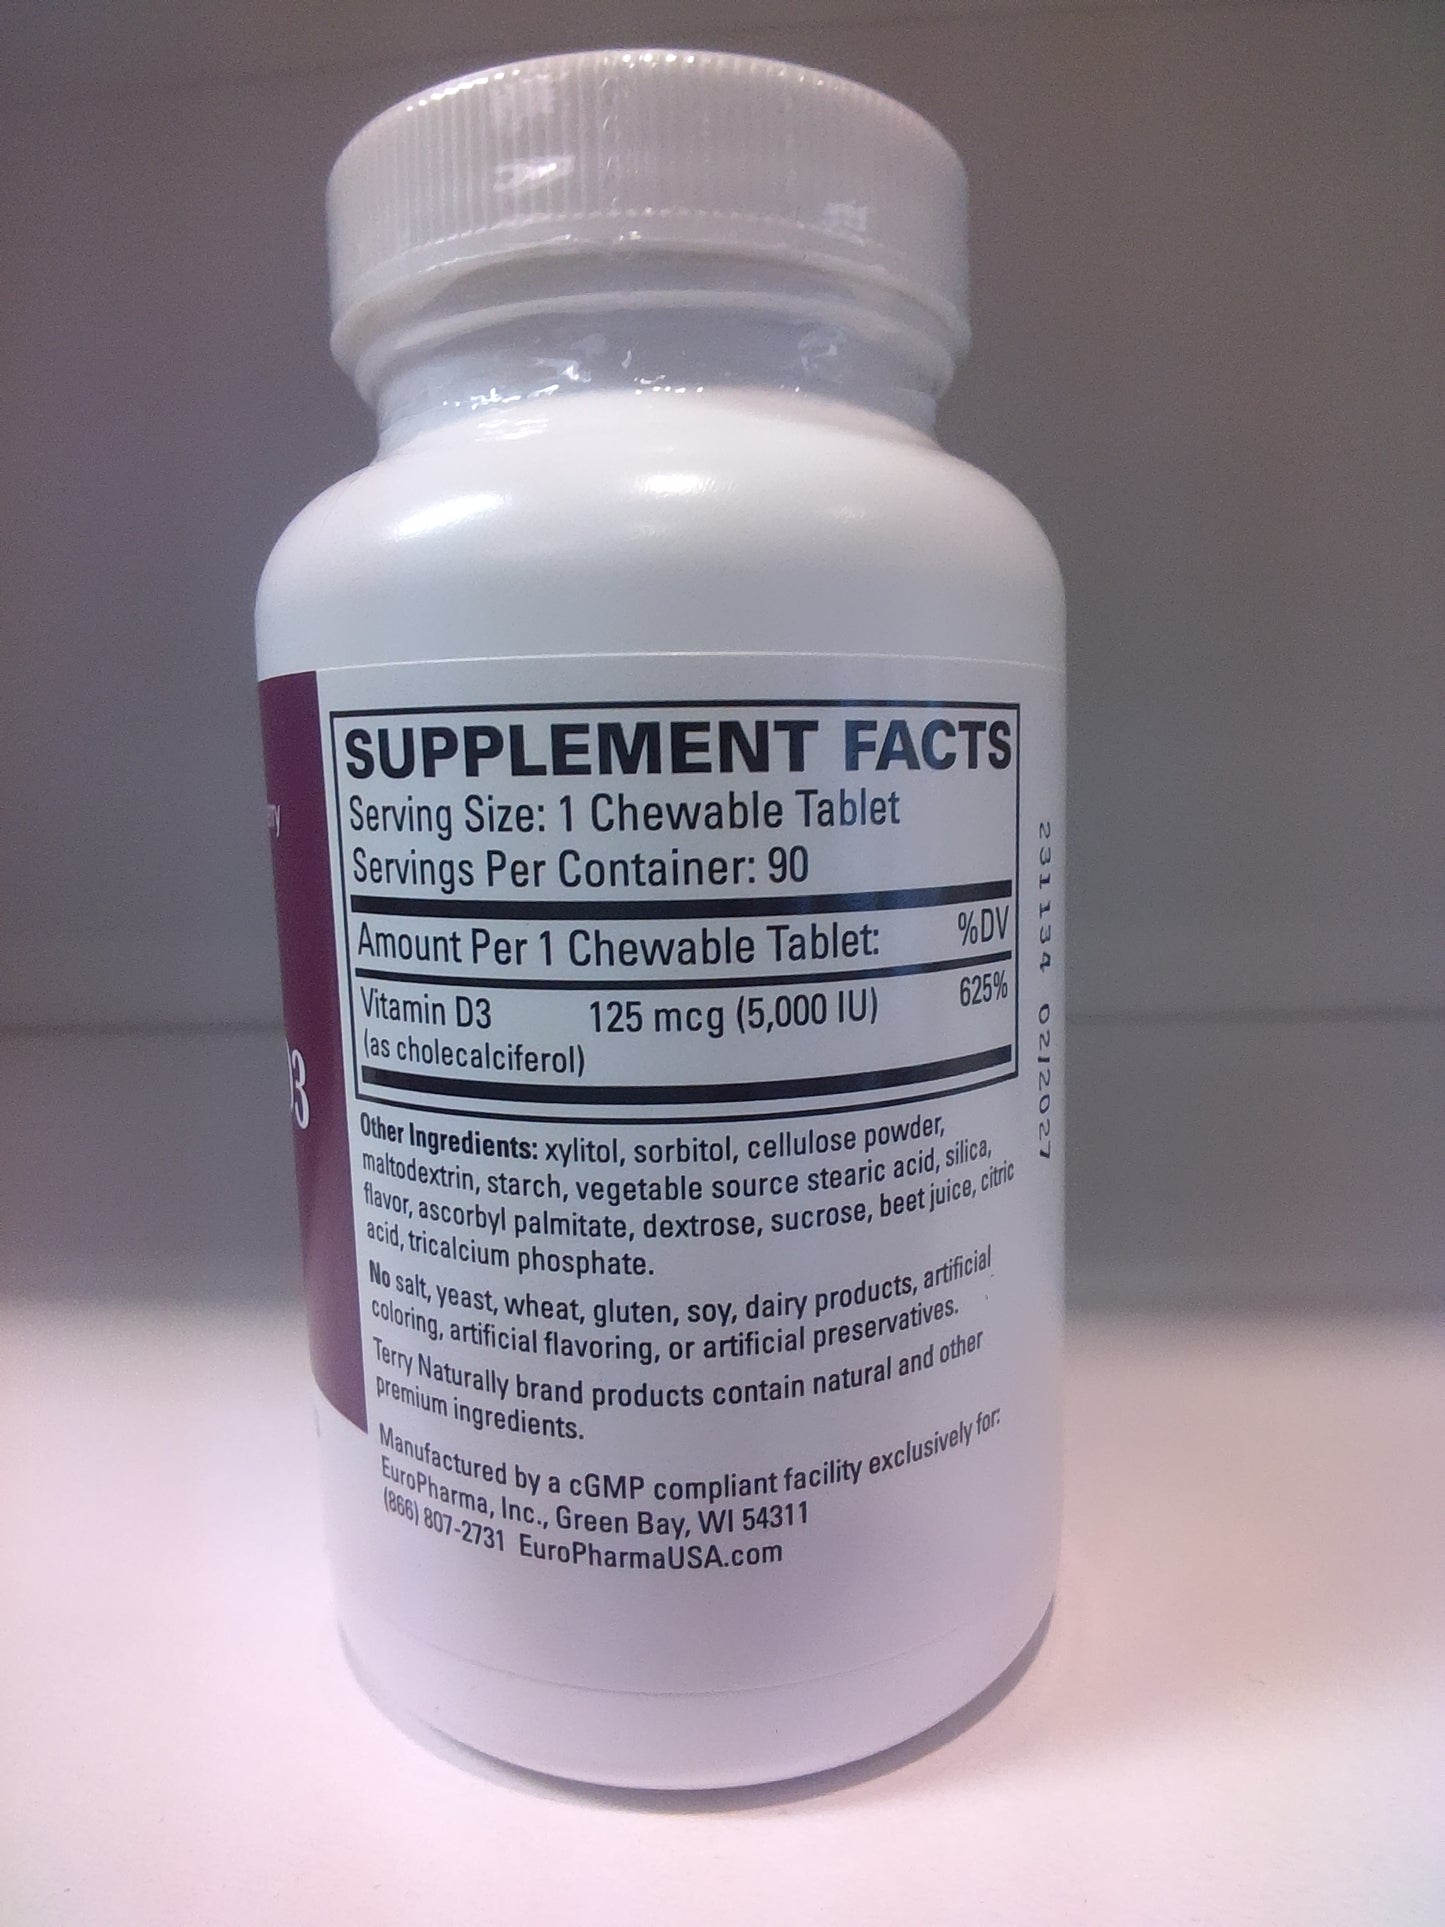 SUPPLEMENT FACTS
Serving Size: 1 Chewable Tablet
Servings Per Container: 90
Amount Per 1 Chewable Tablet: %DV
Vitamin D3 125 mcg (5,000 IU) 625%
(as cholecalciferol)
Other Ingredients: xylitol, sorbitol, cellulose powder,
maltodextrin, starch, vegetable source stearic acid, silica,
flavor, ascorbyl palmitate, dextrose, sucrose, beet juice, citric
acid, tricalcium phosphate.
No salt, yeast, wheat, gluten, soy, dairy products, artificial
coloring, artificial flavoring, or artificial preservatives.
Terry Naturally brand products contain natural and other
premium ingredients.
Manufactured by a cGMP compliant facility exclusively for:
EuroPharma, Inc., Green Bay, WI 54311
(866) 807-2731 EuroPharmaUSA.com
231134 02/2027